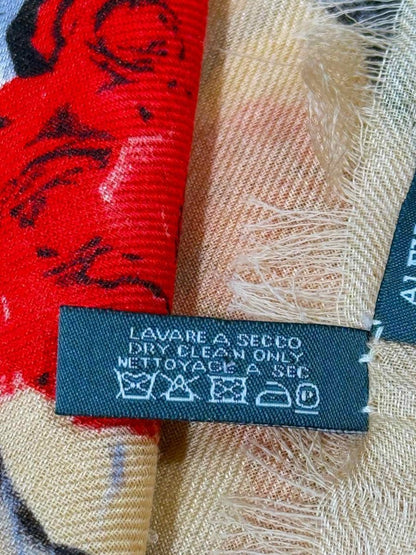 LAVARE A SECCO
DRY CLEAN ONLY
NETTOYAGE A SEC
P